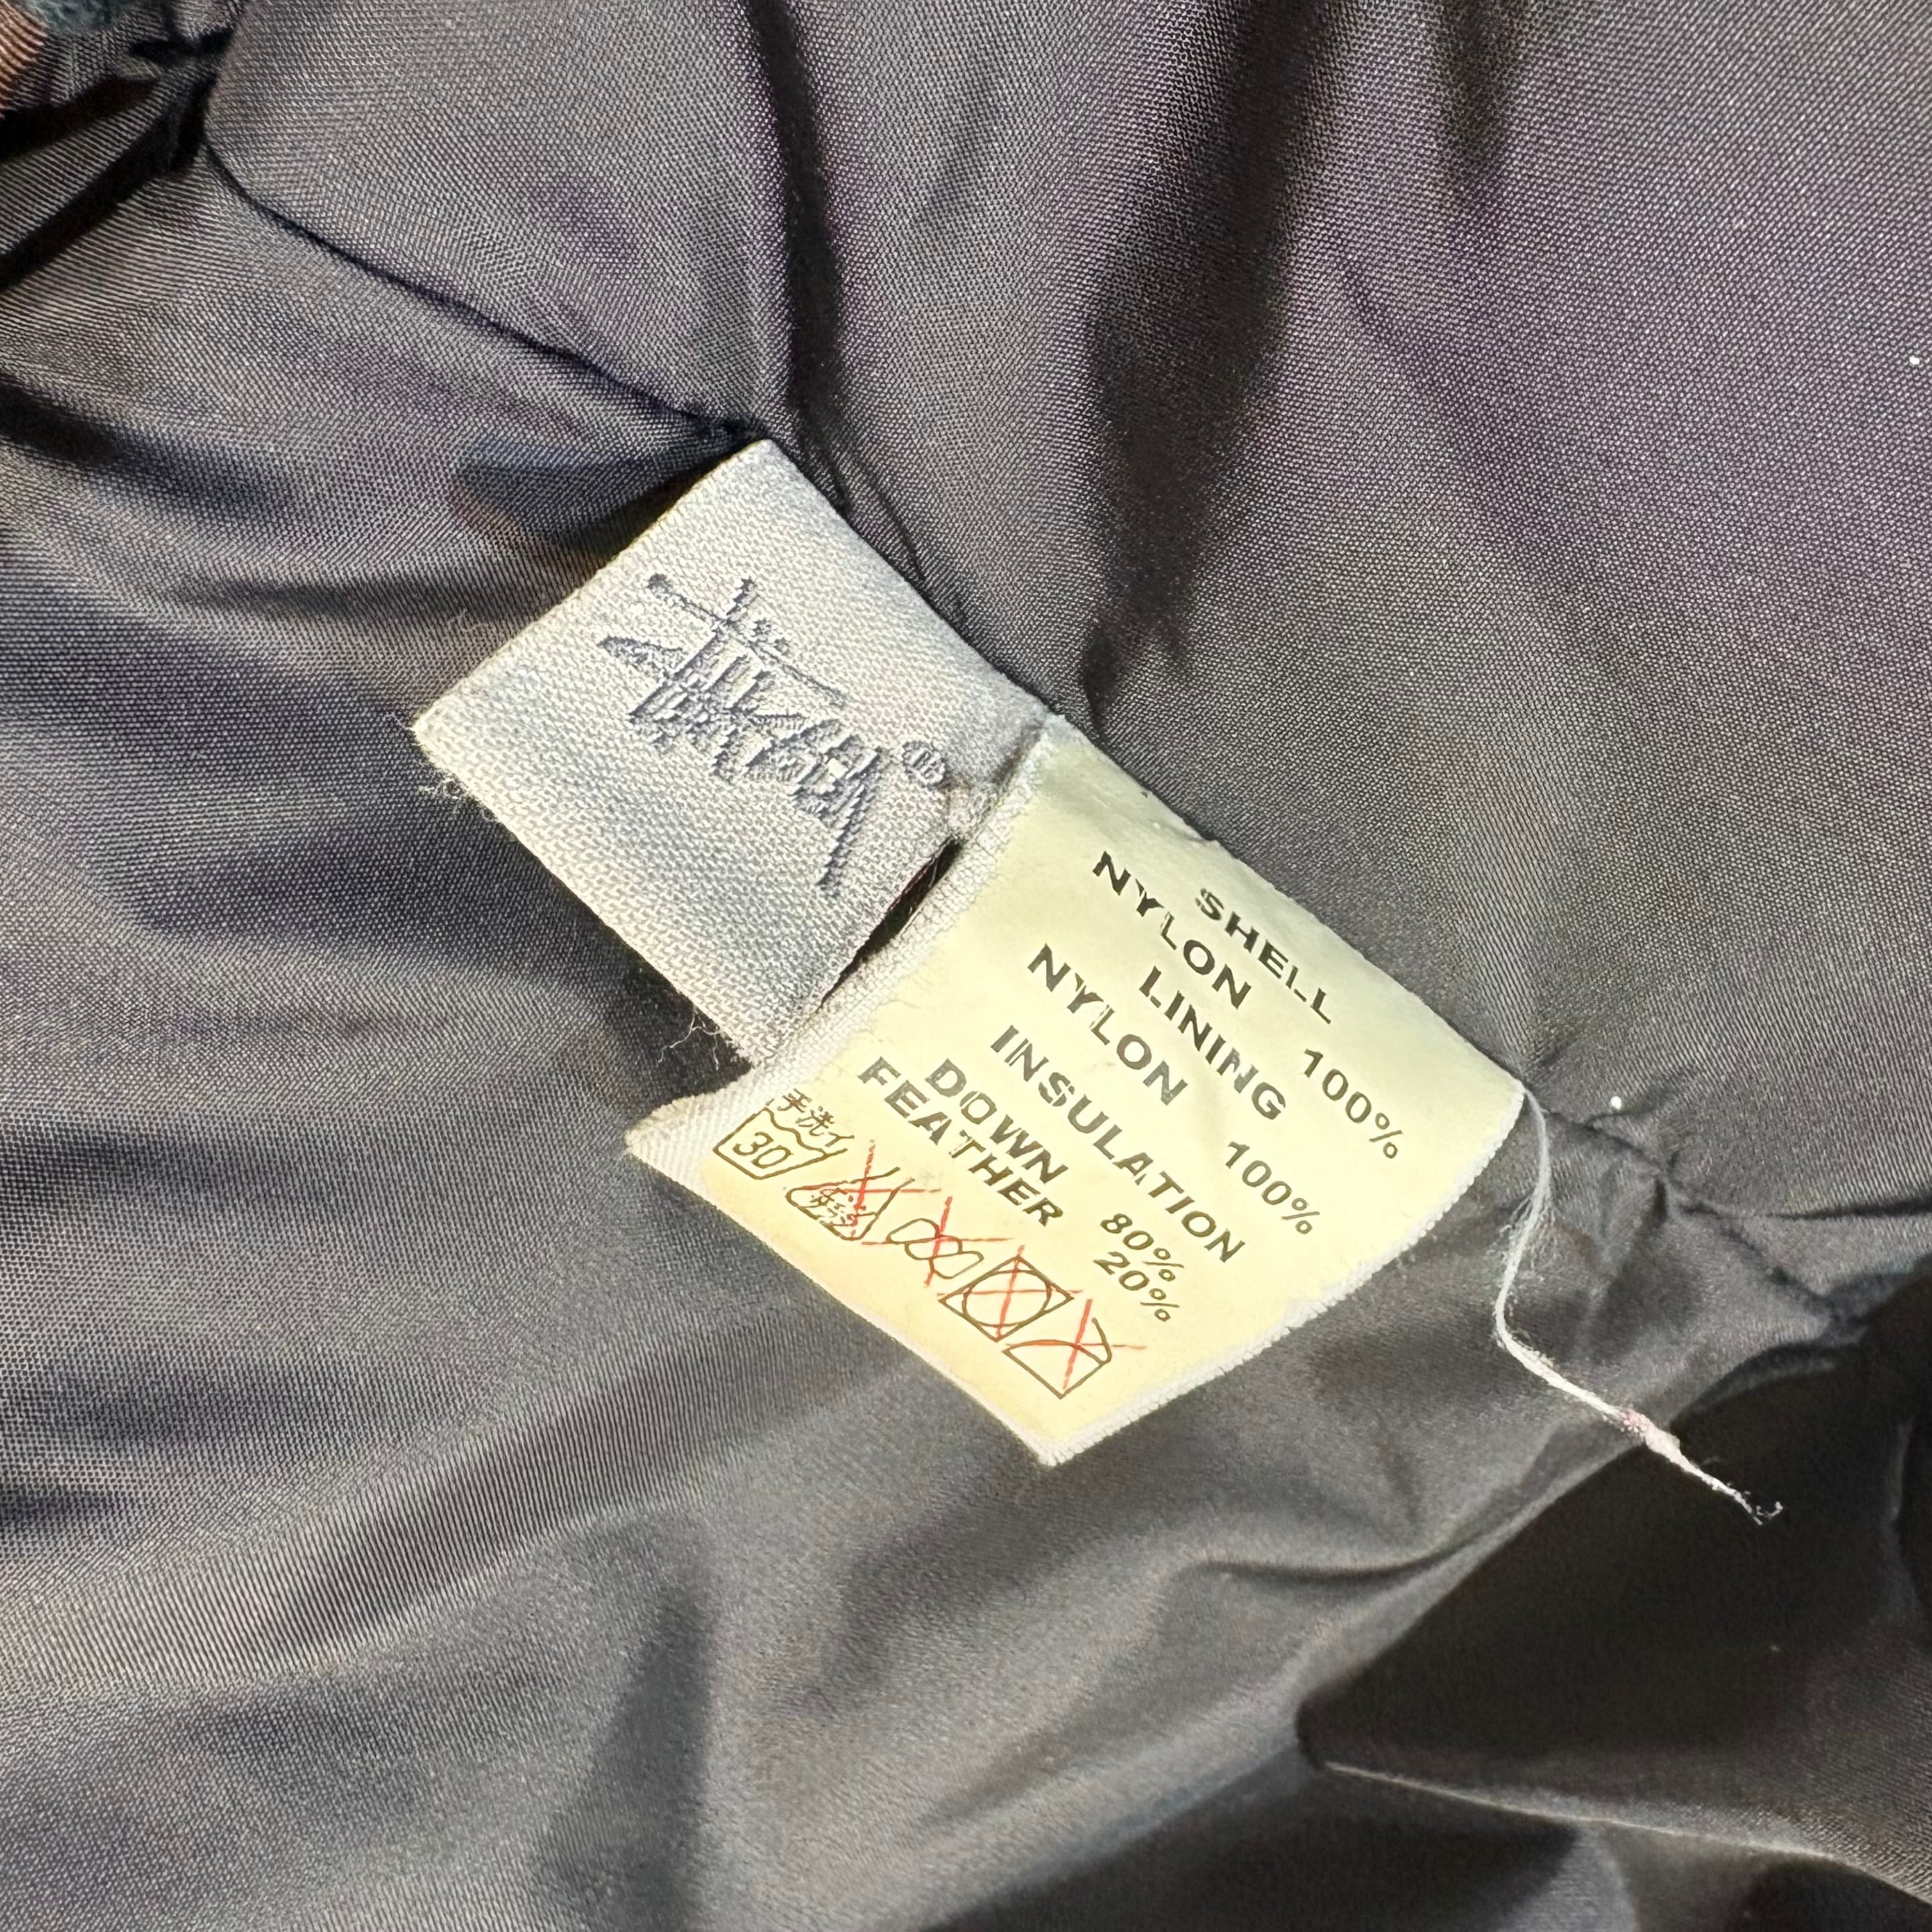 Stüssy ®
SHELL
NYLON 100%
LINING
NYLON 100%
INSULATION
DOWN 80%
FEATHER 20%
手洗イ
30